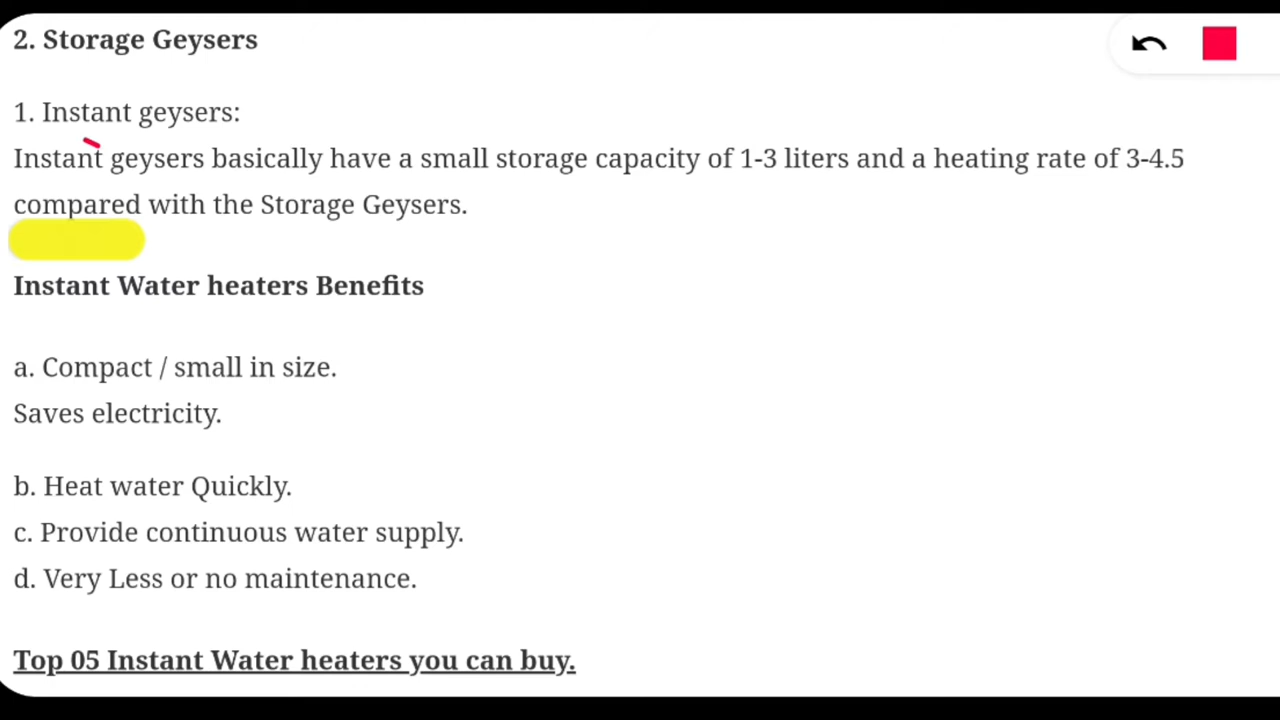 2. Storage Geysers
1. Instant geysers:
Instant geysers basically have a small storage capacity of 1-3 liters and a heating rate of 3-4.5
compared with the Storage Geysers.
Instant Water heaters Benefits
a. Compact / small in size.
Saves electricity.
b. Heat water Quickly.
c. Provide continuous water supply.
d. Very Less or no maintenance.
Top 05 Instant Water heaters you can buy.